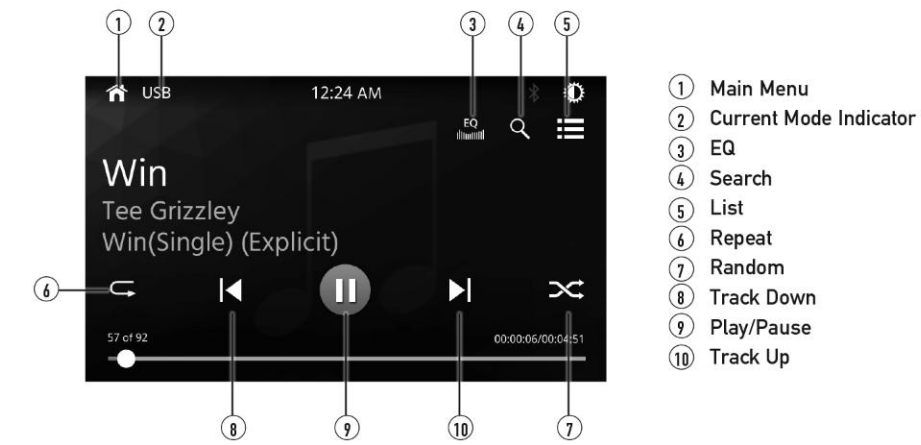 1 2 3 4 5
USB 12:24 AM
EQ
Win
Tee Grizzley
Win(Single) (Explicit)
6
57 of 92 00:00:06/00:04:51
8 9 10 7
1 Main Menu
2 Current Mode Indicator
3 EQ
4 Search
5 List
6 Repeat
7 Random
8 Track Down
9 Play/Pause
10 Track Up